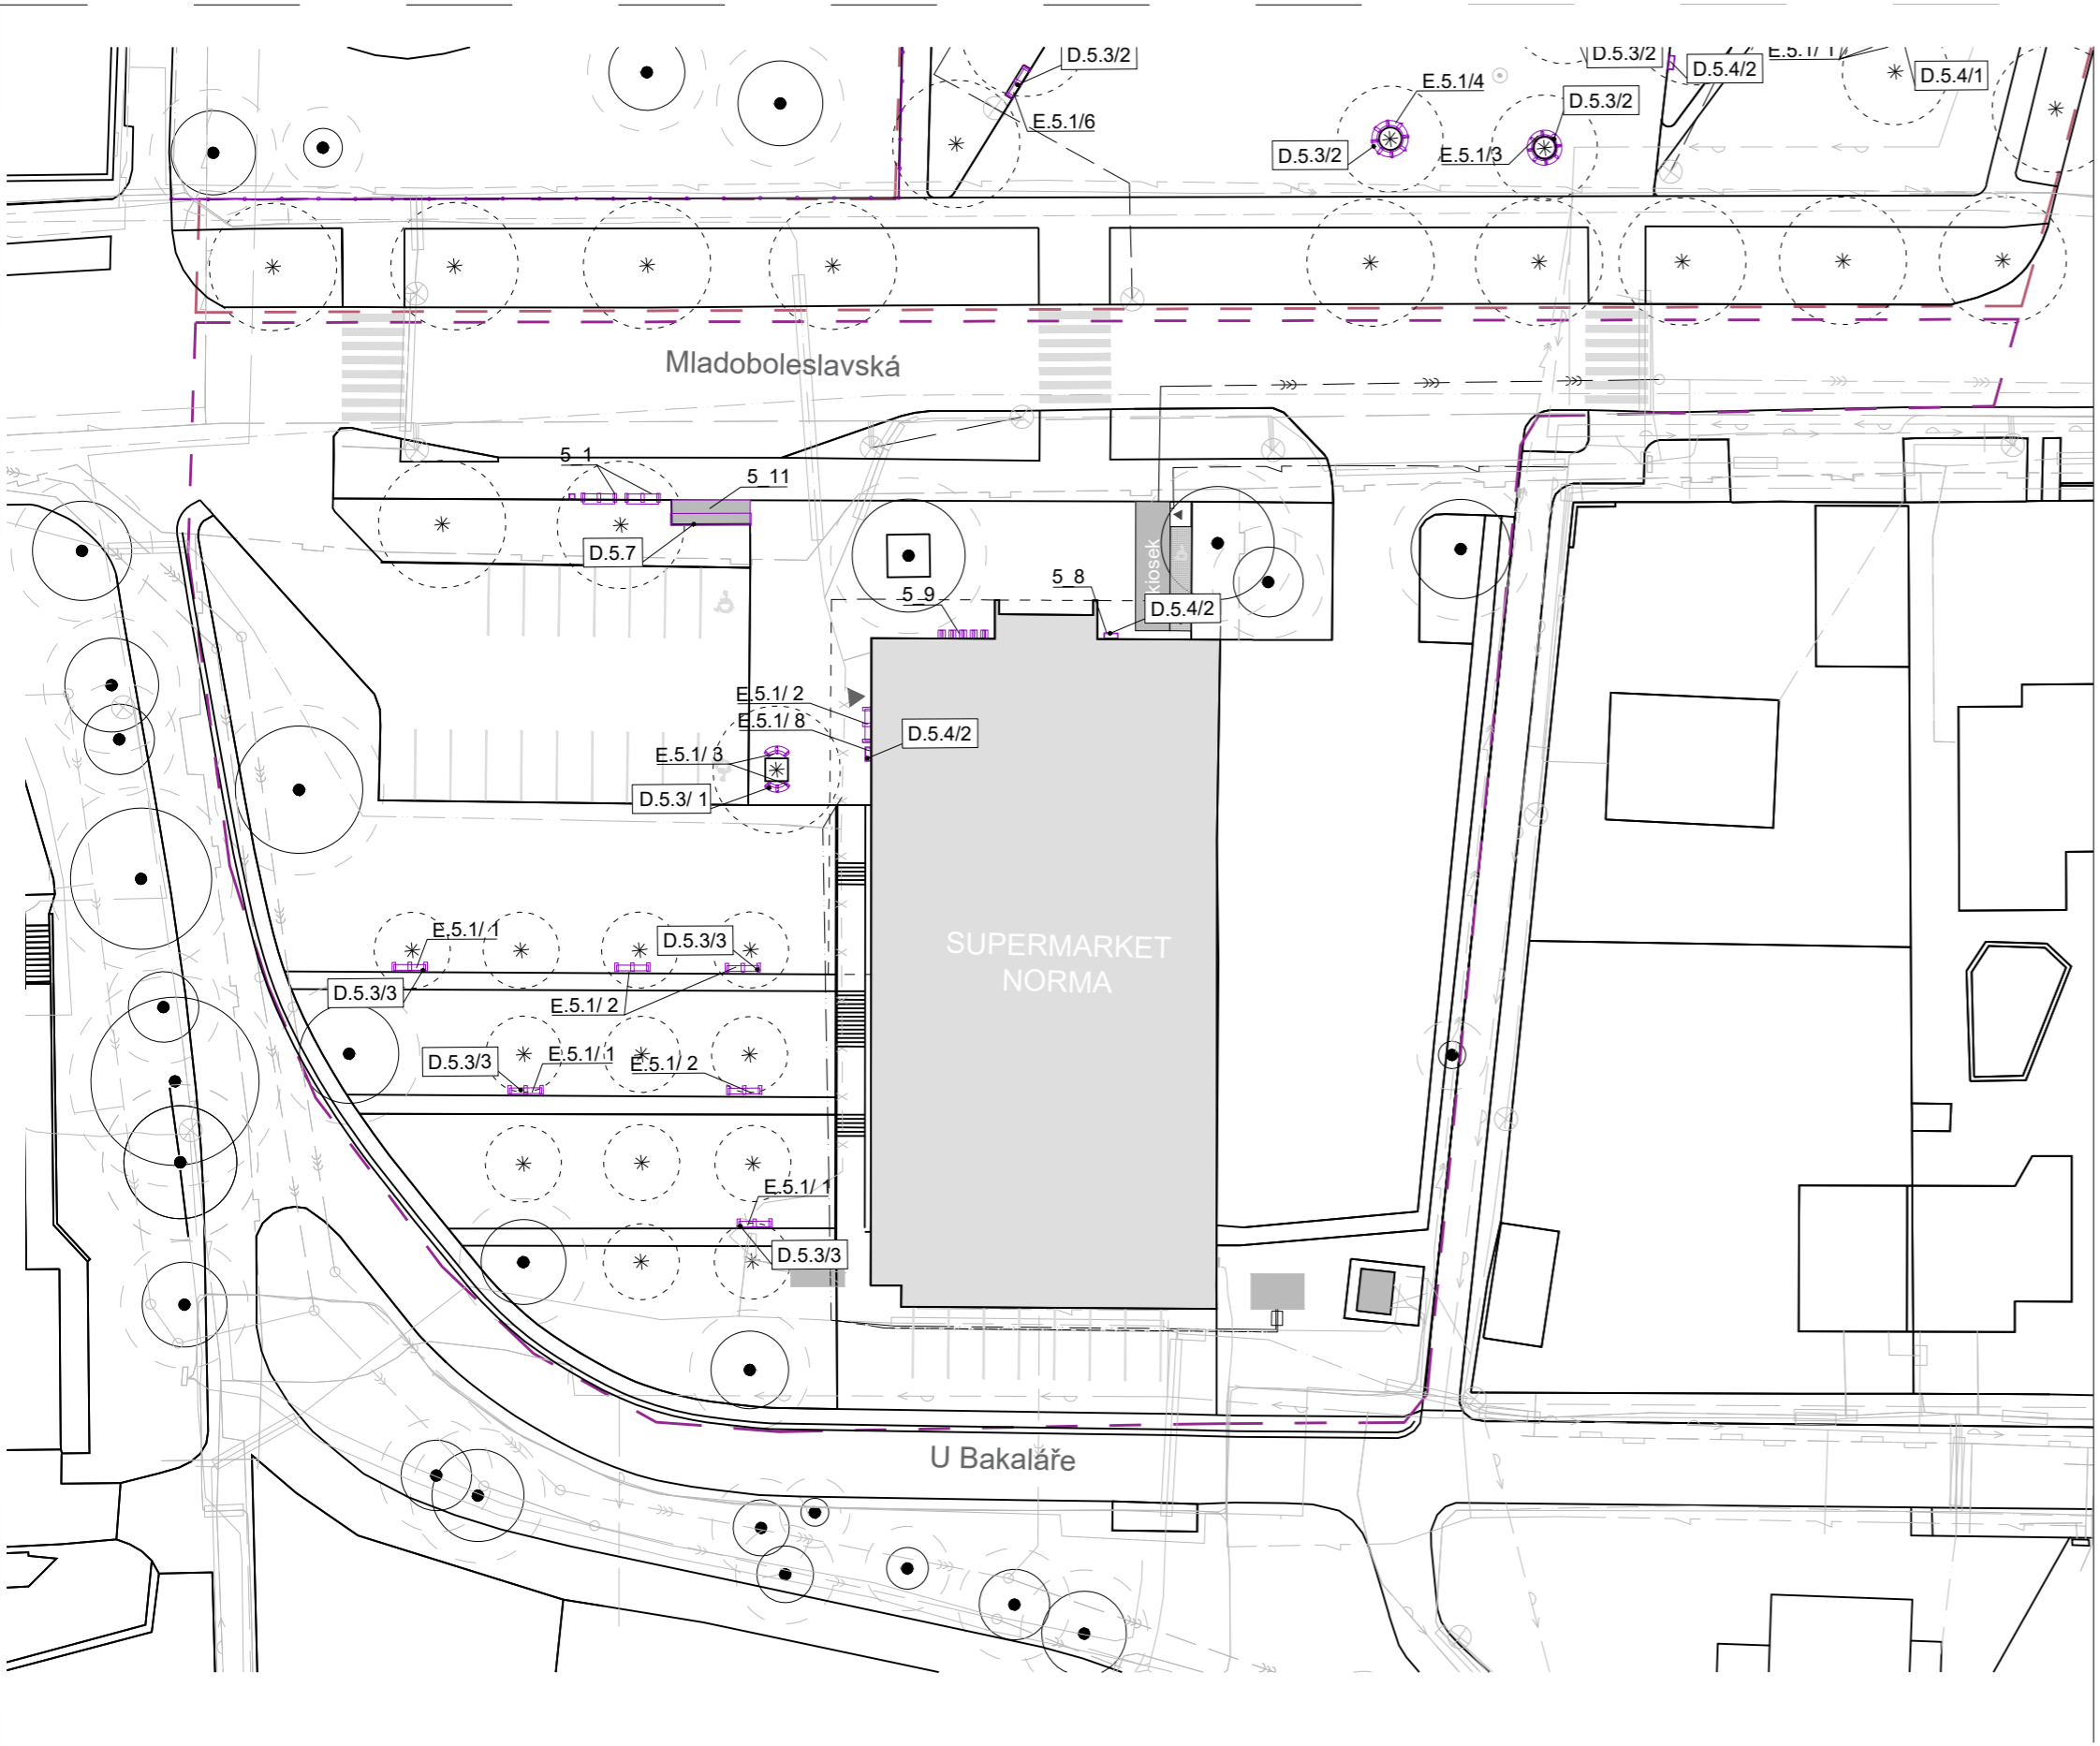 D.5.3/2
D.5.3/2
D.5.4/2
E.5.1/ 1
D.5.4/1
E.5.1/4
D.5.3/2
E.5.1/6
D.5.3/2
E.5.1/3
Mladoboleslavská
5_1
5_11
D.5.7
kiosek
5_8
5_9
D.5.4/2
E.5.1/ 2
E.5.1/ 8
D.5.4/2
E.5.1/ 3
D.5.3/ 1
E.5.1/ 1
D.5.3/3
SUPERMARKET
NORMA
D.5.3/3
E.5.1/ 2
D.5.3/3
E.5.1/ 1
E.5.1/ 2
E.5.1/ 1
D.5.3/3
U Bakaláře